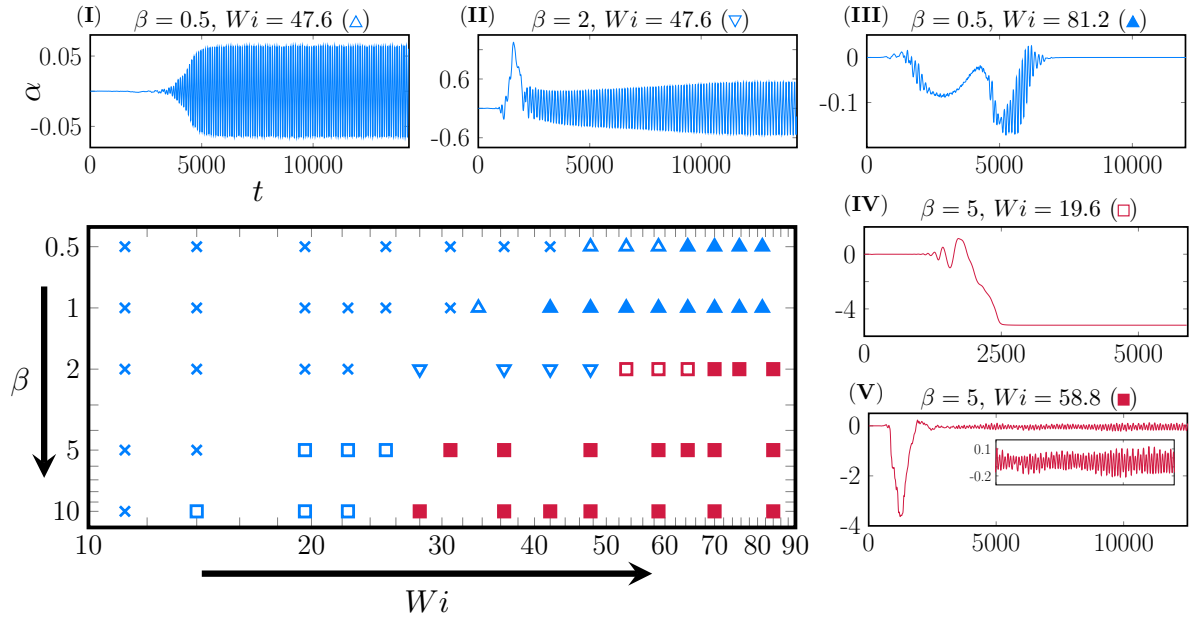 (I) β = 0.5, Wi = 47.6 (△)
0.05
-0.05
α
0 5000 10000
t
(II) β = 2, Wi = 47.6 (▽)
0.6
-0.6
0 5000 10000
(III) β = 0.5, Wi = 81.2 (▲)
0
-0.1
0 5000 10000
(IV) β = 5, Wi = 19.6 (□)
0
-4
0 2500 5000
(V) β = 5, Wi = 58.8 (■)
0
-2
-4
0.1
-0.2
0 5000 10000
0.5
1
2
5
10
β
10 20 30 40 50 60 70 80 90
Wi